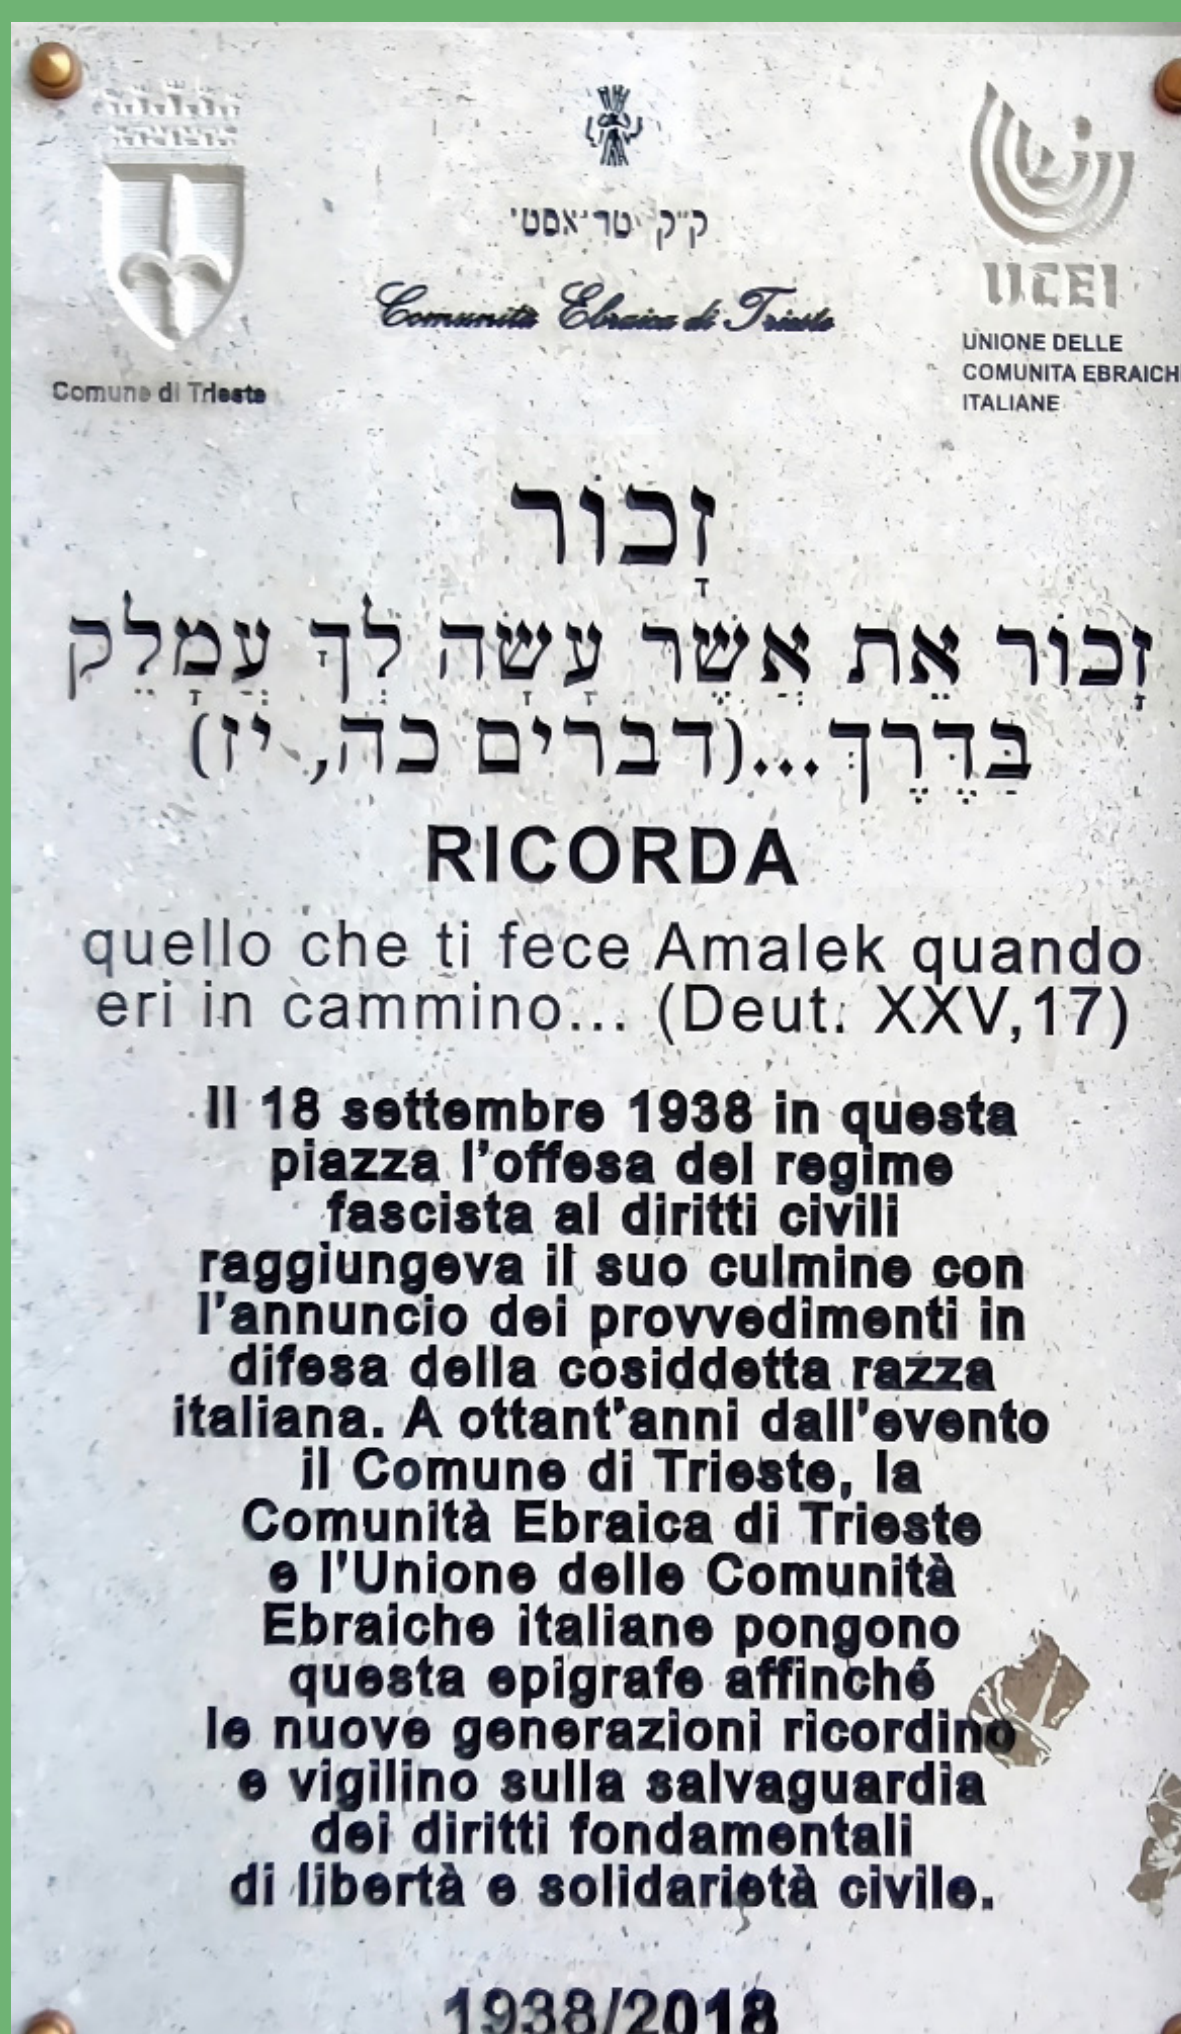 ק״ק טריאסטי
Comunità Ebraica di Trieste
Comune di Trieste
UCEI
UNIONE DELLE
COMUNITA EBRAICH
ITALIANE
זָכוֹר
זָכוֹר אֵת אֲשֶׁר עָשָׂה לְךָ עֲמָלֵק
בַּדֶּרֶךְ...(דברים כה, יז)
RICORDA
quello che ti fece Amalek quando
eri in cammino... (Deut. XXV,17)
Il 18 settembre 1938 in questa
piazza l'offesa del regime
fascista ai diritti civili
raggiungeva il suo culmine con
l'annuncio dei provvedimenti in
difesa della cosiddetta razza
italiana. A ottant'anni dall'evento
il Comune di Trieste, la
Comunità Ebraica di Trieste
e l'Unione delle Comunità
Ebraiche italiane pongono
questa epigrafe affinché
le nuove generazioni ricordino
e vigilino sulla salvaguardia
dei diritti fondamentali
di libertà e solidarietà civile.
1938/2018